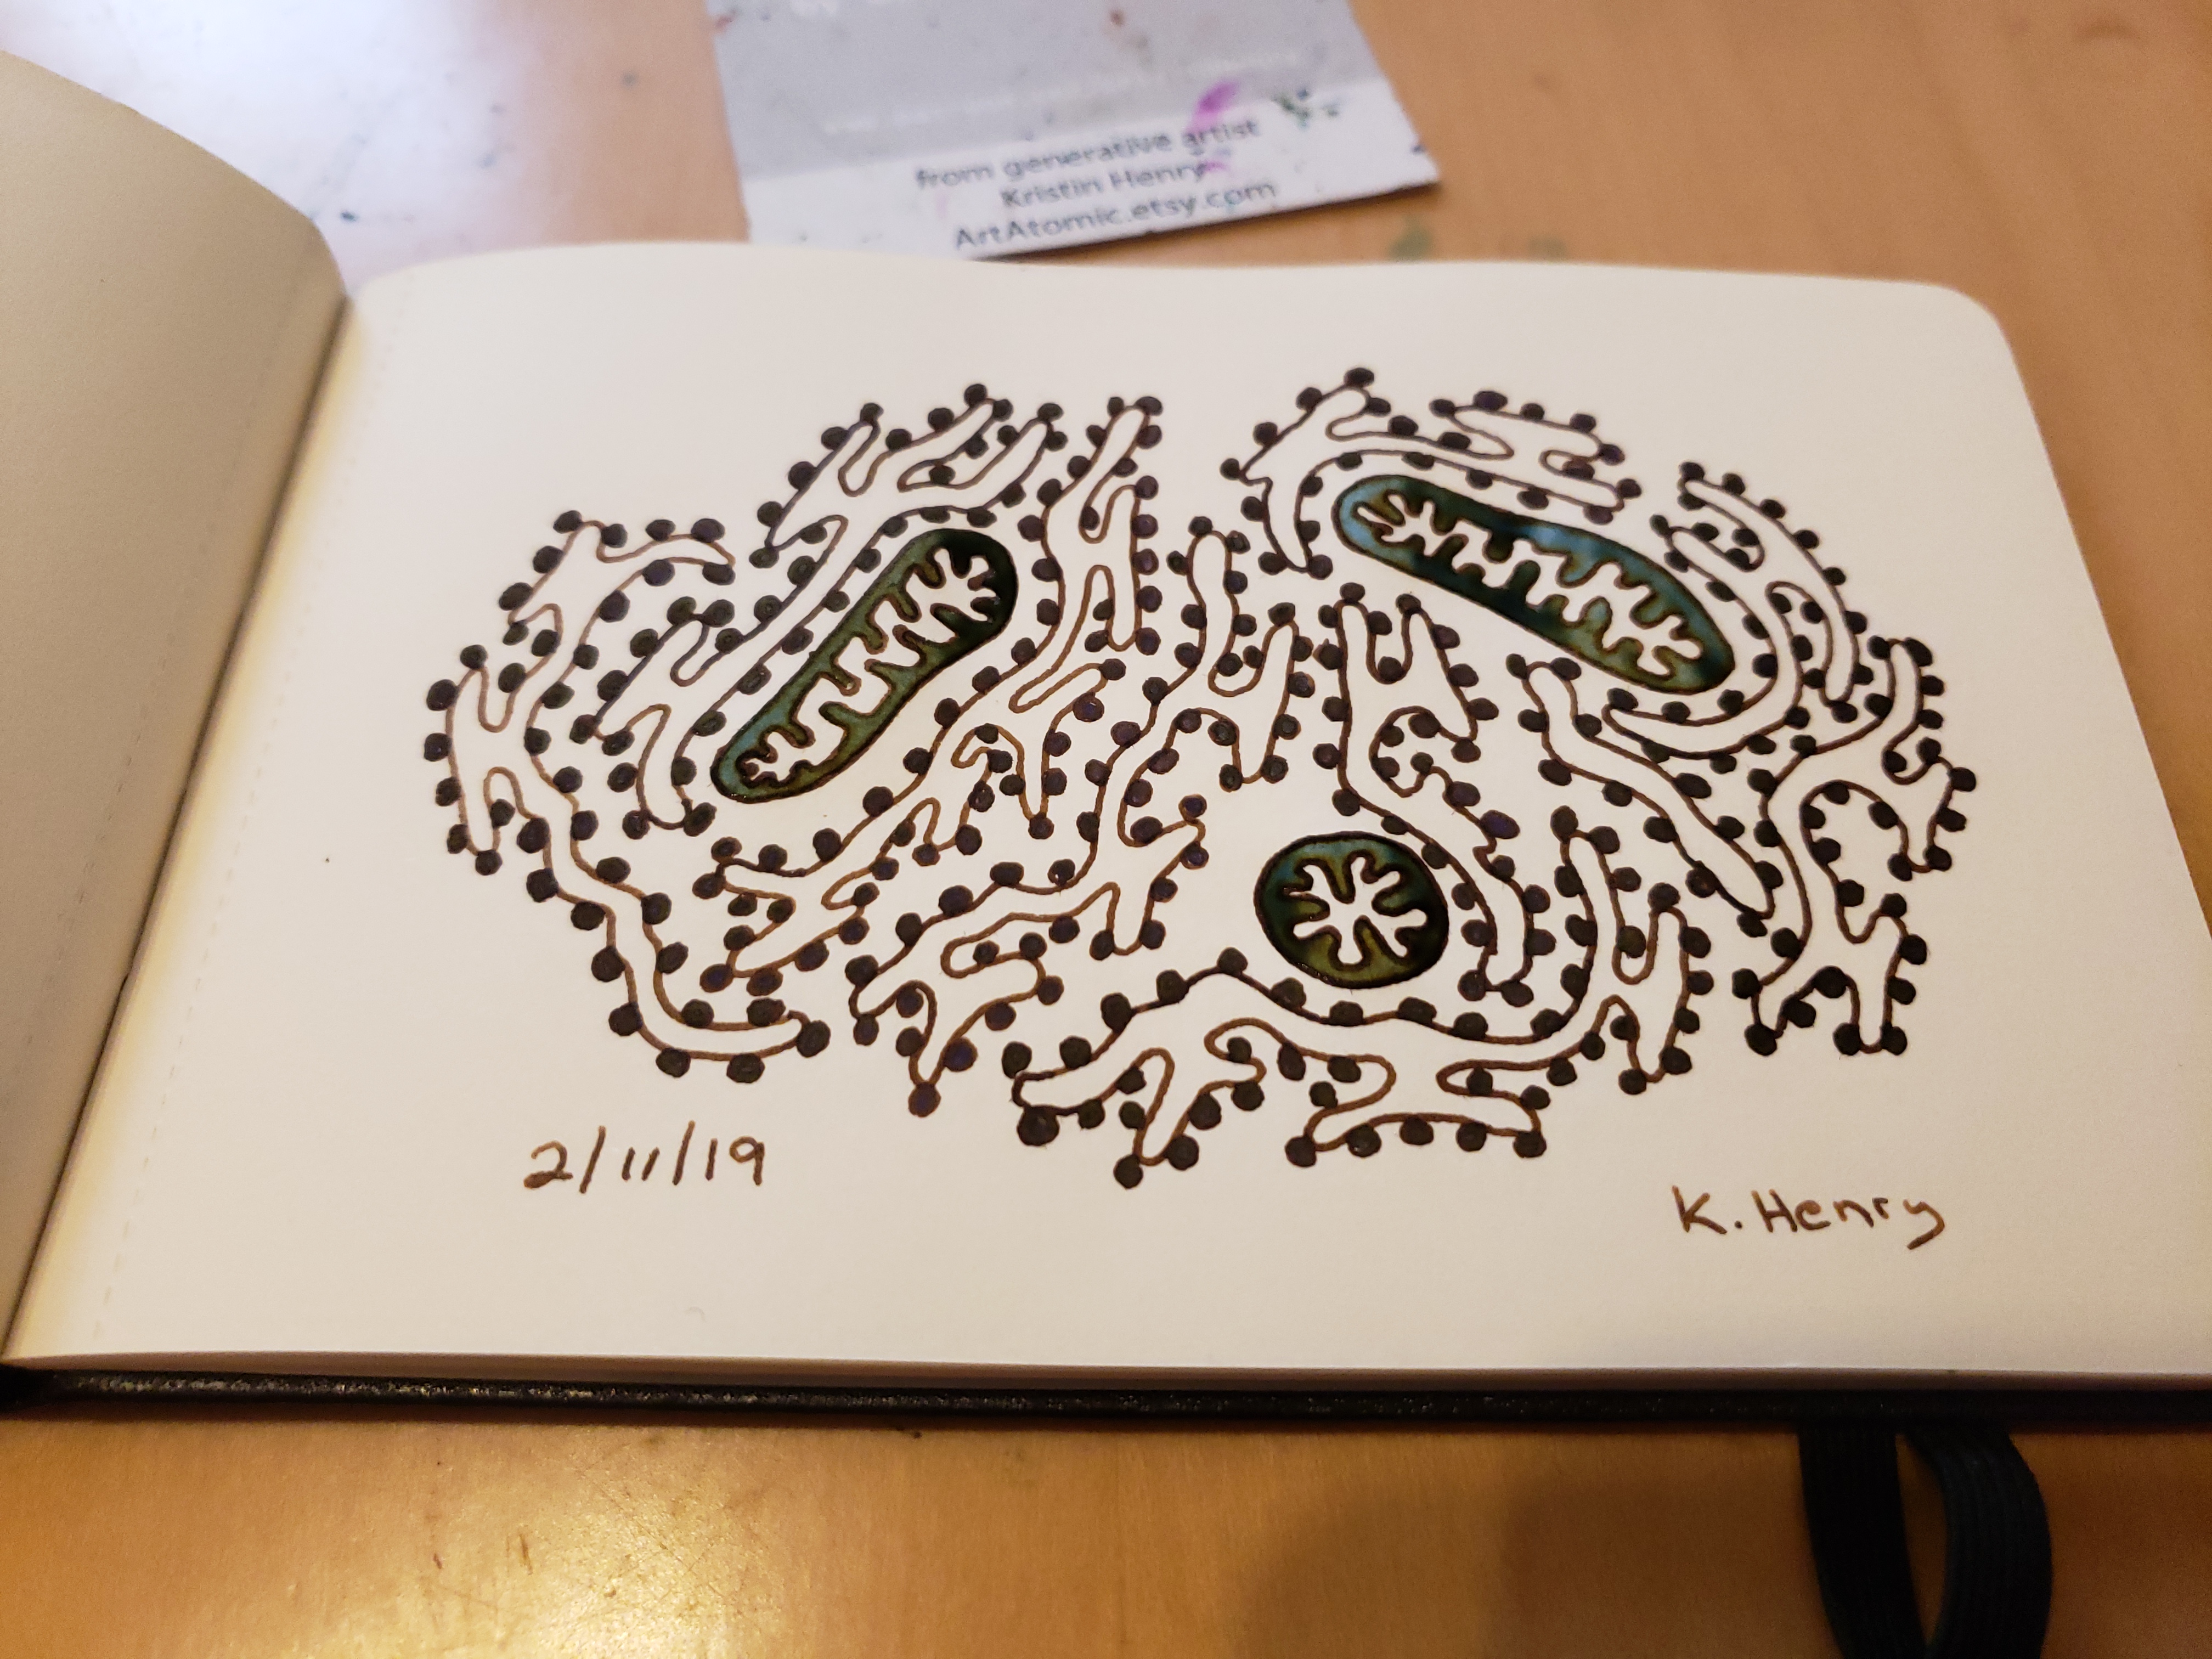 from generative artist
Kristin Henry
ArtAtomic.etsy.com
2/11/19
K. Henry